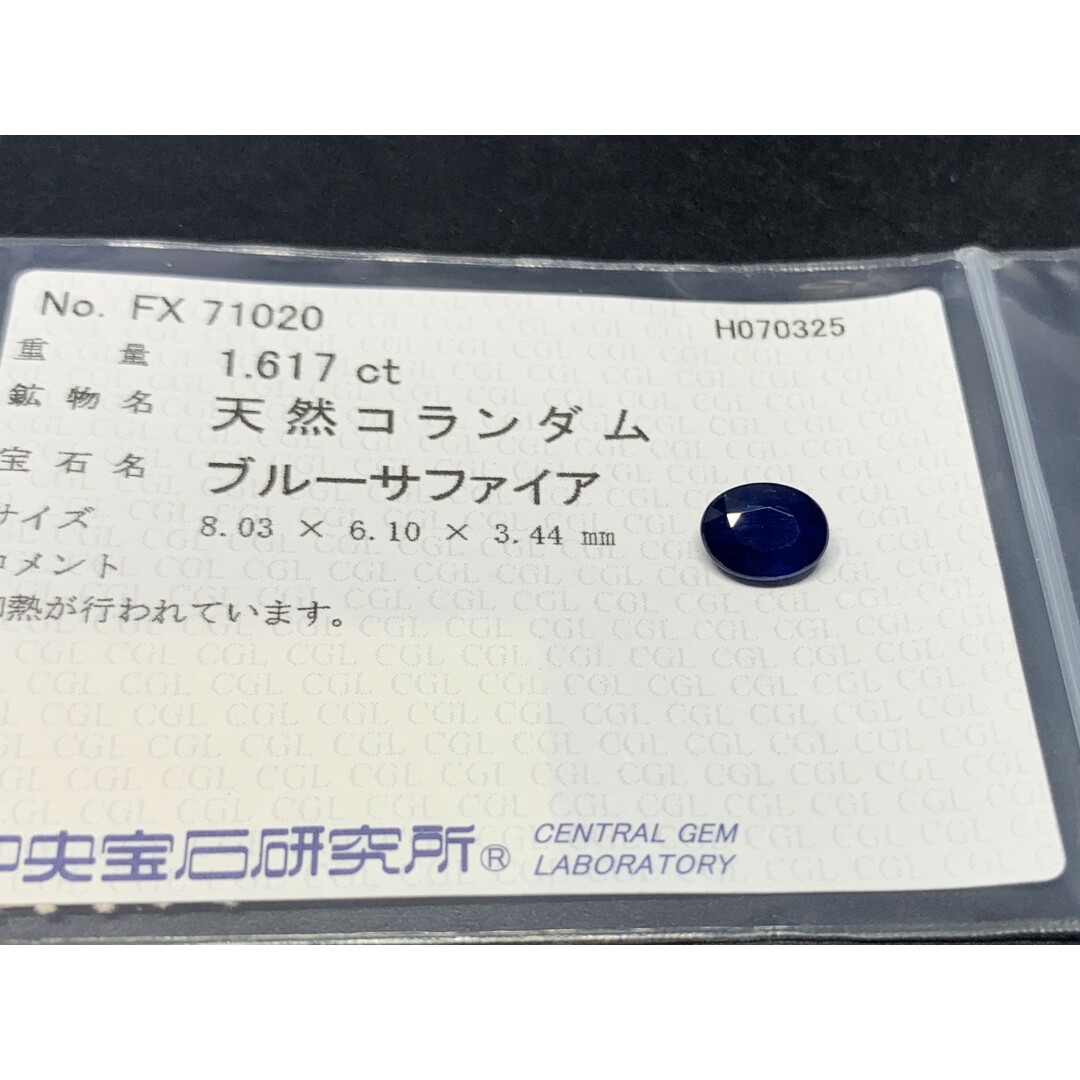 No. FX 71020
H070325
重 量 1.617 ct
鉱 物 名 天然コランダム
宝 石 名 ブルーサファイア
サイズ 8.03 × 6.10 × 3.44 mm
コメント
加熱が行われています。
中央宝石研究所® CENTRAL GEM
LABORATORY